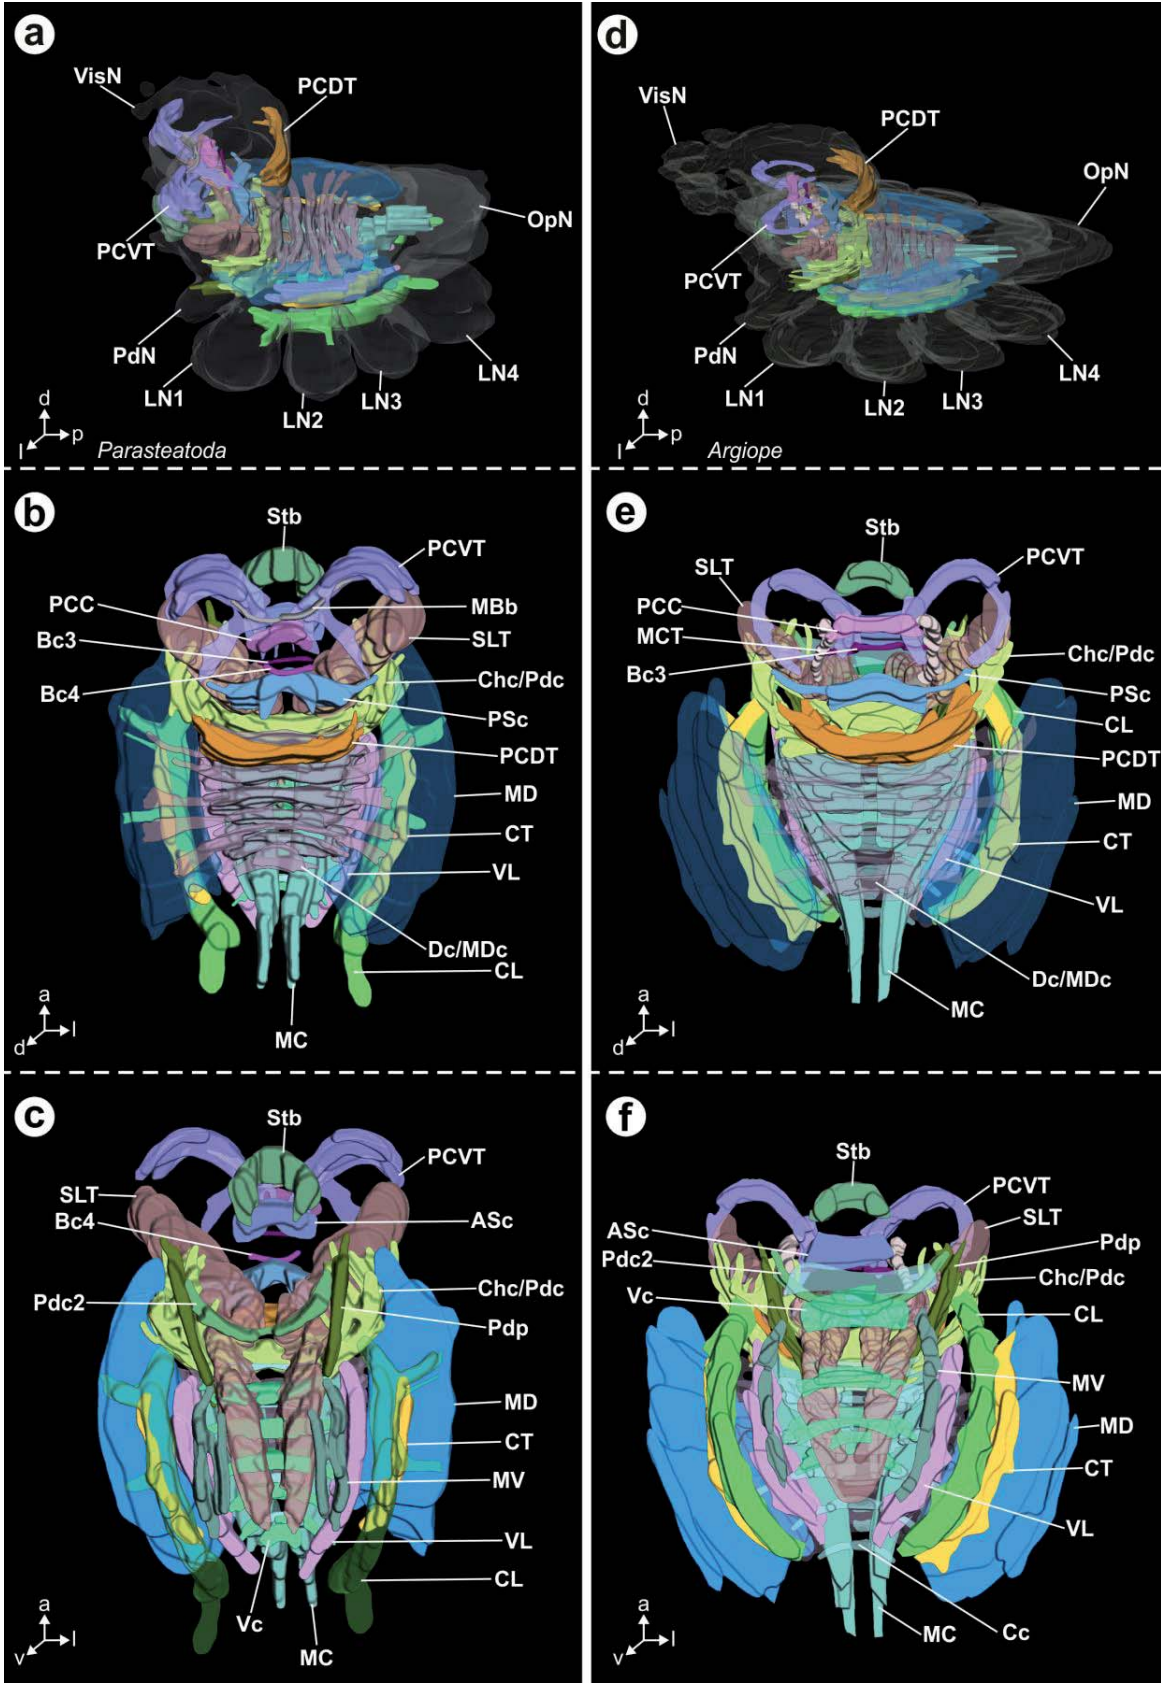 a
VisN
PCDT
OpN
PCVT
PdN
LN1
LN2
LN3
LN4
d
l
p
Parasteatoda
d
VisN
PCDT
OpN
PCVT
PdN
LN1
LN2
LN3
LN4
d
l
p
Argiope
b
Stb
PCVT
PCC
MBb
Bc3
SLT
Bc4
Chc/Pdc
PSc
PCDT
MD
CT
VL
Dc/MDc
CL
MC
a
d
l
e
Stb
SLT
PCVT
PCC
MCT
Bc3
Chc/Pdc
PSc
CL
PCDT
MD
CT
VL
Dc/MDc
MC
a
d
l
c
Stb
PCVT
SLT
Bc4
ASc
Chc/Pdc
Pdc2
Pdp
MD
CT
MV
VL
CL
Vc
MC
a
v
l
f
Stb
PCVT
SLT
ASc
Pdp
Pdc2
Chc/Pdc
Vc
CL
MV
MD
CT
VL
MC
Cc
a
v
l